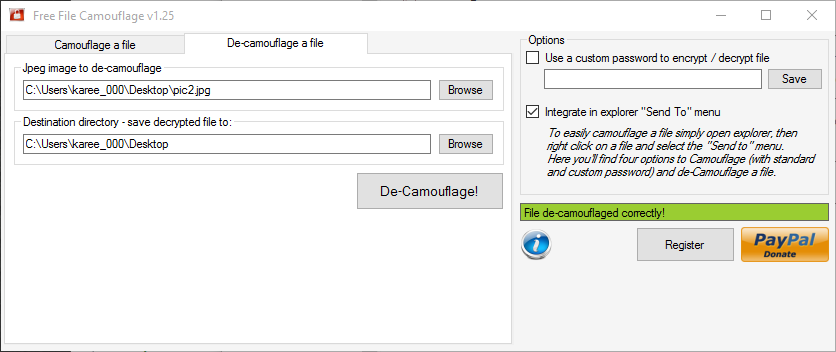 Free File Camouflage v1.25
Camouflage a file
De-camouflage a file
Jpeg image to de-camouflage
C:\Users\karee_000\Desktop\pic2.jpg
Browse
Destination directory - save decrypted file to:
C:\Users\karee_000\Desktop
Browse
De-Camouflage!
Options
Use a custom password to encrypt / decrypt file
Save
Integrate in explorer "Send To" menu
To easily camouflage a file simply open explorer, then
right click on a file and select the "Send to" menu.
Here you'll find four options to Camouflage (with standard
and custom password) and de-Camouflage a file.
File de-camouflaged correctly!
Register
PayPal
Donate